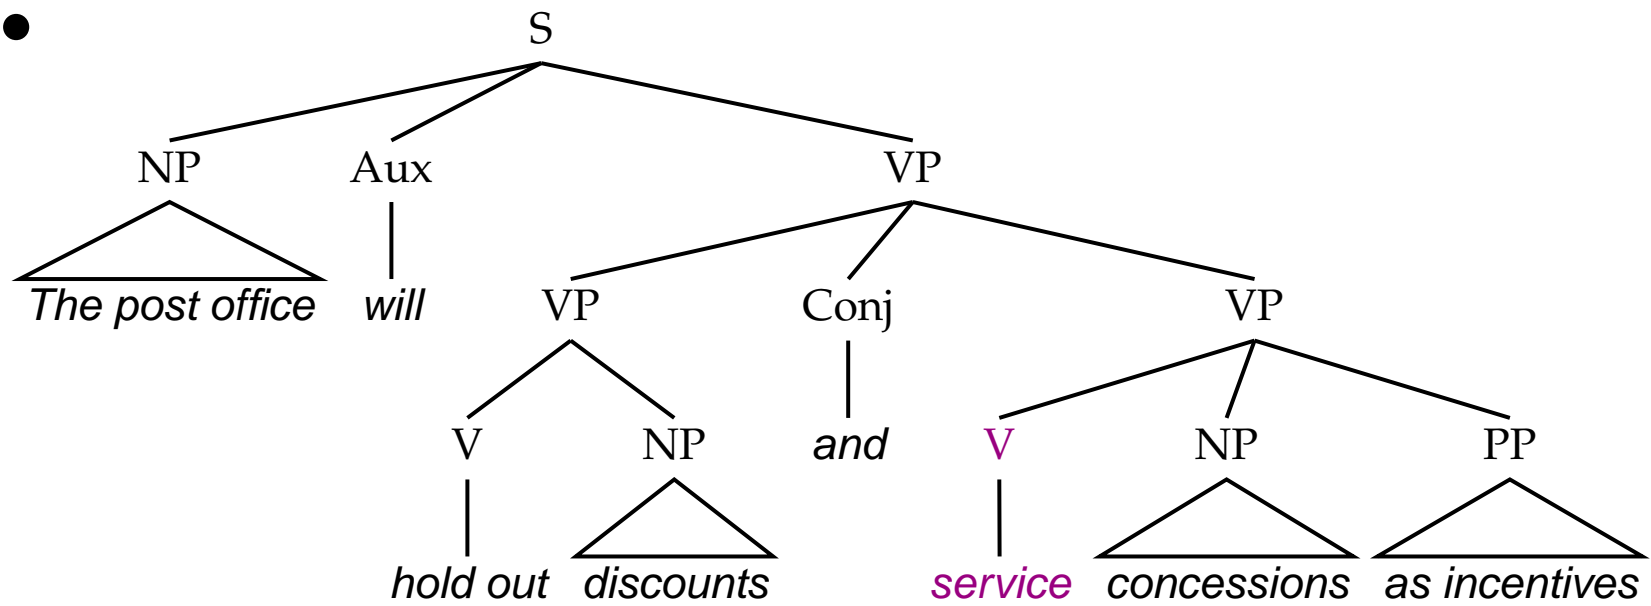 ● S
NP Aux VP
The post office will VP Conj VP
V NP and V NP PP
hold out discounts service concessions as incentives